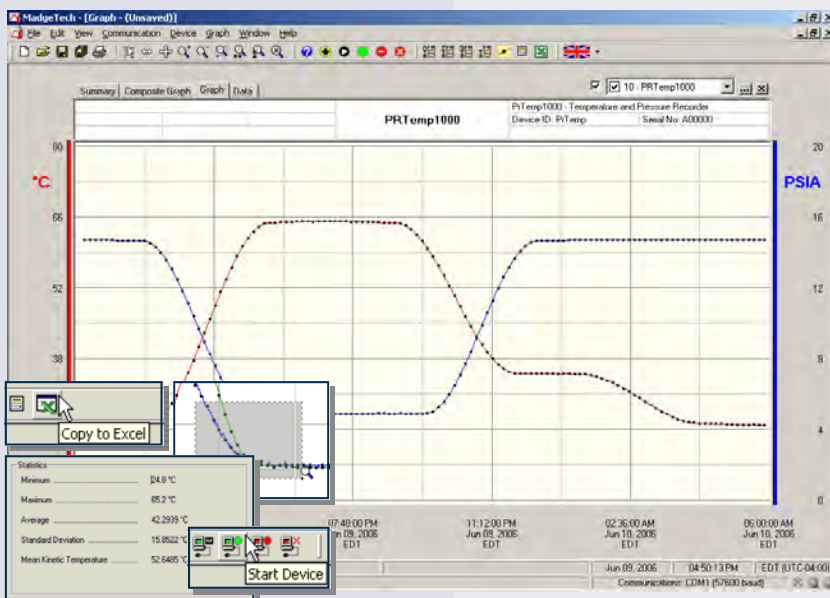 MadgeTech - [Graph - (Unsaved)]
File Edit View Communication Device Graph Window Help
Summary Composite Graph Graph Data
10 - PRTemp1000
PRTemp1000
PrTemp1000 - Temperature and Pressure Recorder
Device ID: PrTemp Serial No: A00000
80 20
°C PSIA
66 16
52 12
38 8
4
0
Copy to Excel
Statistics
Minimum 24.8 °C
Maximum 65.2 °C
Average 42.2939 °C
Standard Deviation 15.8522 °C
Mean Kinetic Temperature 52.6485 °C
Start Device
07:48:00 PM 11:12:00 PM 02:36:00 AM 06:00:00 AM
Jun 09, 2006 Jun 09, 2006 Jun 10, 2006 Jun 10, 2006
EDT EDT EDT EDT
Jun 09, 2006 04:50:13 PM EDT (UTC-04:00)
Communications: COM1 (57600 baud)